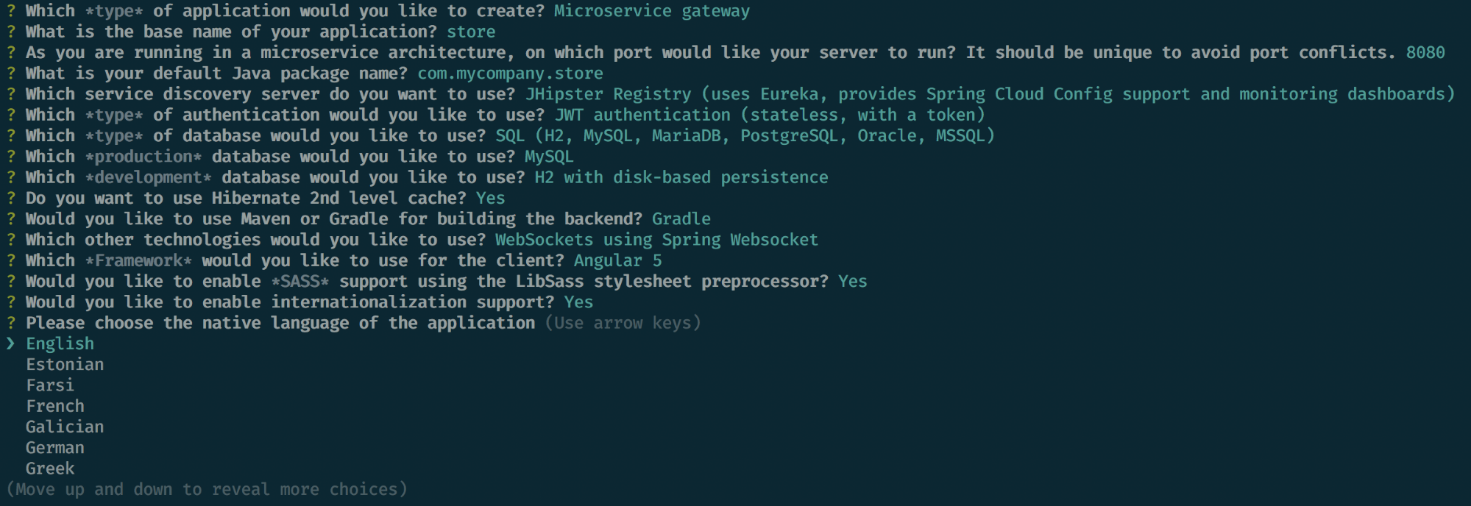 ? Which *type* of application would you like to create? Microservice gateway
? What is the base name of your application? store
? As you are running in a microservice architecture, on which port would like your server to run? It should be unique to avoid port conflicts. 8080
? What is your default Java package name? com.mycompany.store
? Which service discovery server do you want to use? JHipster Registry (uses Eureka, provides Spring Cloud Config support and monitoring dashboards)
? Which *type* of authentication would you like to use? JWT authentication (stateless, with a token)
? Which *type* of database would you like to use? SQL (H2, MySQL, MariaDB, PostgreSQL, Oracle, MSSQL)
? Which *production* database would you like to use? MySQL
? Which *development* database would you like to use? H2 with disk-based persistence
? Do you want to use Hibernate 2nd level cache? Yes
? Would you like to use Maven or Gradle for building the backend? Gradle
? Which other technologies would you like to use? WebSockets using Spring Websocket
? Which *Framework* would you like to use for the client? Angular 5
? Would you like to enable *SASS* support using the LibSass stylesheet preprocessor? Yes
? Would you like to enable internationalization support? Yes
? Please choose the native language of the application (Use arrow keys)
❯ English
Estonian
Farsi
French
Galician
German
Greek
(Move up and down to reveal more choices)